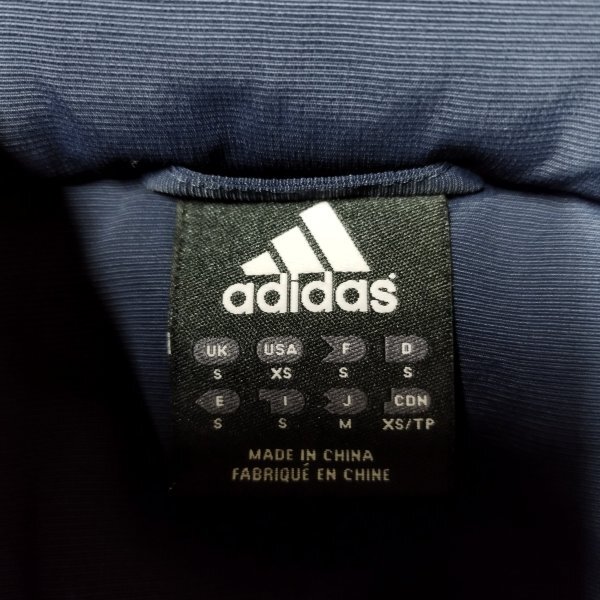 adidas
UK USA F D
S XS S S
E I J CDN
S S M XS/TP
MADE IN CHINA
FABRIQUÉ EN CHINE